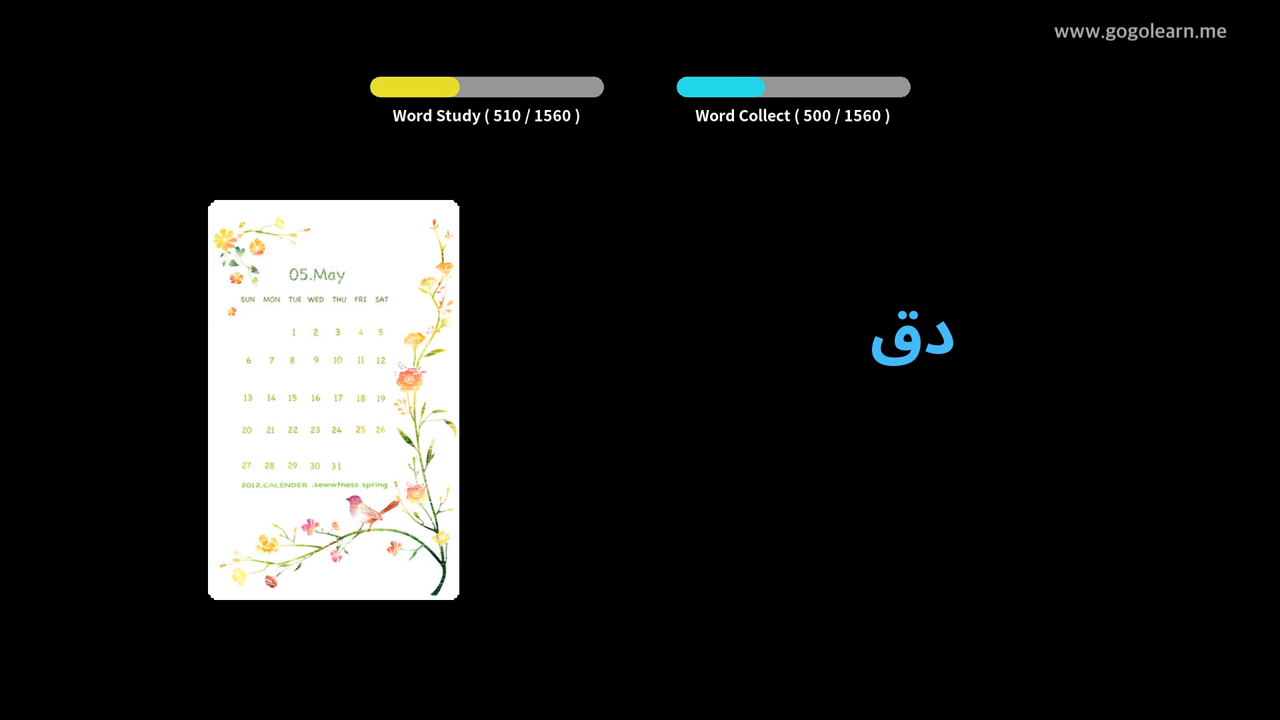 www.gogolearn.me
Word Study ( 510 / 1560 )
Word Collect ( 500 / 1560 )
05.May
SUN MON TUE WED THU FRI SAT
1 2 3 4 5
6 7 8 9 10 11 12
13 14 15 16 17 18 19
20 21 22 23 24 25 26
27 28 29 30 31
2012.CALENDER .sewwtness spring
دق